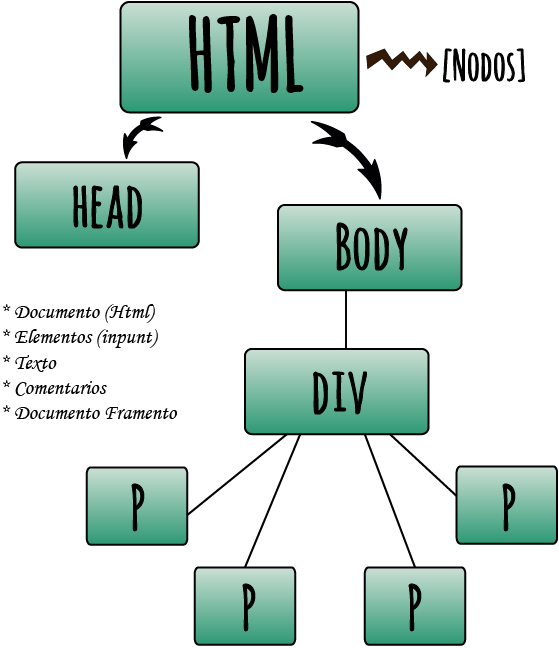 HTML
[Nodos]
head
Body
* Documento (Html)
* Elementos (inpunt)
* Texto
* Comentarios
* Documento Framento
div
P
P
P
P